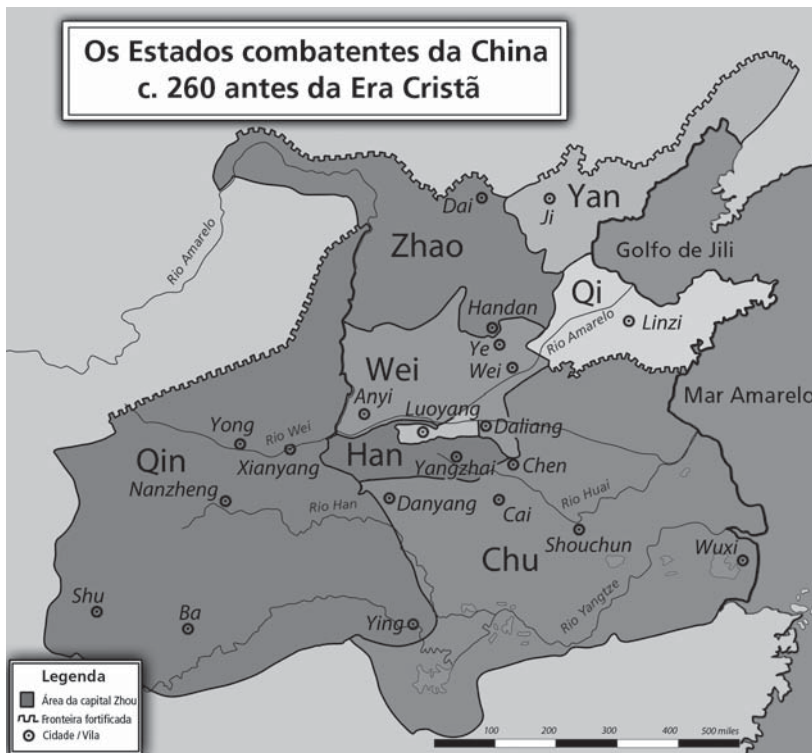 Os Estados combatentes da China
c. 260 antes da Era Cristã
Yan
Dai
Ji
Zhao
Golfo de Jili
Rio Amarelo
Qi
Handan
Linzi
Ye
Rio Amarelo
Wei
Wei
Mar Amarelo
Anyi
Luoyang
Daliang
Yong
Rio Wei
Han
Qin
Xianyang
Yangzhai
Chen
Nanzheng
Rio Han
Danyang
Cai
Rio Huai
Shouchun
Chu
Wuxi
Shu
Ba
Ying
Rio Yangtze
Legenda
Área da capital Zhou
Fronteira fortificada
Cidade / Vila
100 200 300 400 500 miles